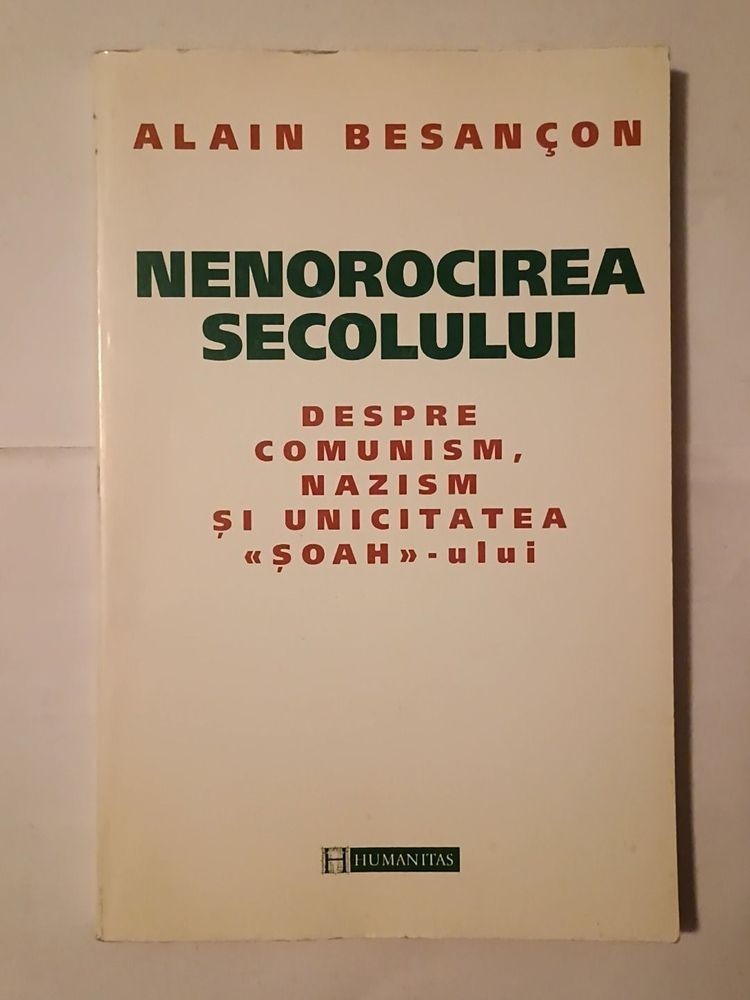 ALAIN BESANÇON
NENOROCIREA
SECOLULUI
DESPRE
COMUNISM,
NAZISM
ȘI UNICITATEA
«ȘOAH»-ului
H HUMANITAS